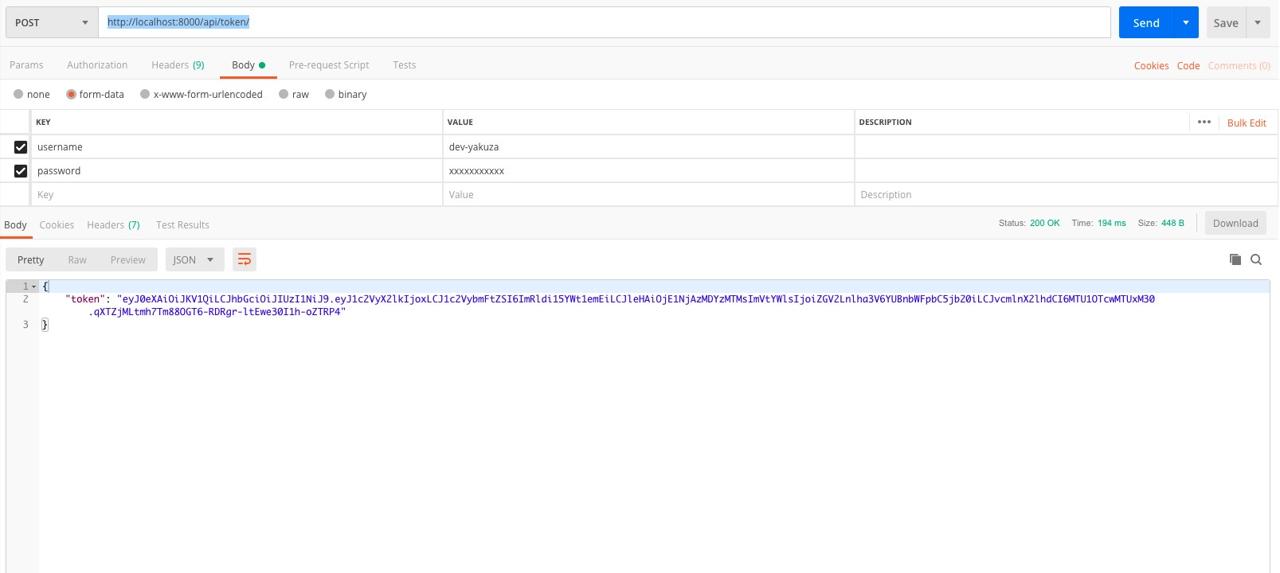 POST http://localhost:8000/api/token/ Send Save
Params Authorization Headers (9) Body Pre-request Script Tests Cookies Code Comments (0)
none form-data x-www-form-urlencoded raw binary
KEY VALUE DESCRIPTION ••• Bulk Edit
username dev-yakuza
password xxxxxxxxxxx
Key Value Description
Body Cookies Headers (7) Test Results Status: 200 OK Time: 194 ms Size: 448 B Download
Pretty Raw Preview JSON
1 {
2 "token": "eyJ0eXAiOiJKV1QiLCJhbGciOiJIUzI1NiJ9.eyJ1c2VyX2lkIjoxLCJ1c2VybmFtZSI6ImRldi15YWt1emEiLCJleHAiOjE1NjAzMDYzMTMsImVtYWlsIjoiZGV2Lnlha3V6YUBnbWFpbC5jb20iLCJvcmlnX2lhdCI6MTU1OTcwMTUxM30
.qXTZjMLtmh7Tm88OGT6-RDRgr-ltEwe30I1h-oZTRP4"
3 }